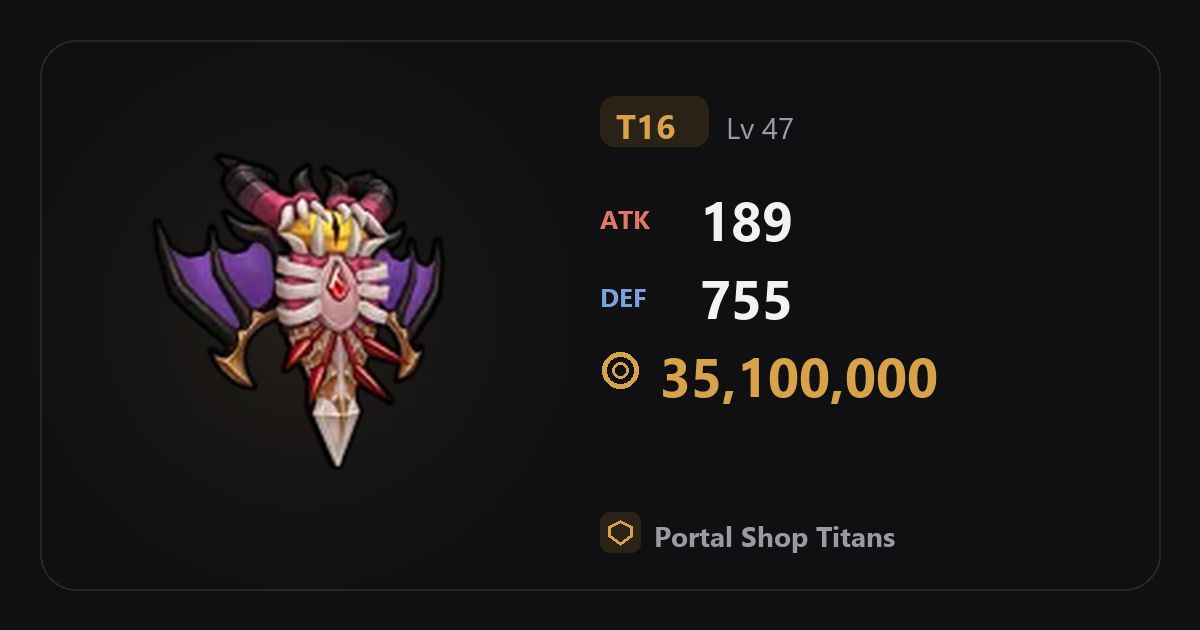 T16 Lv 47
ATK 189
DEF 755
35,100,000
Portal Shop Titans